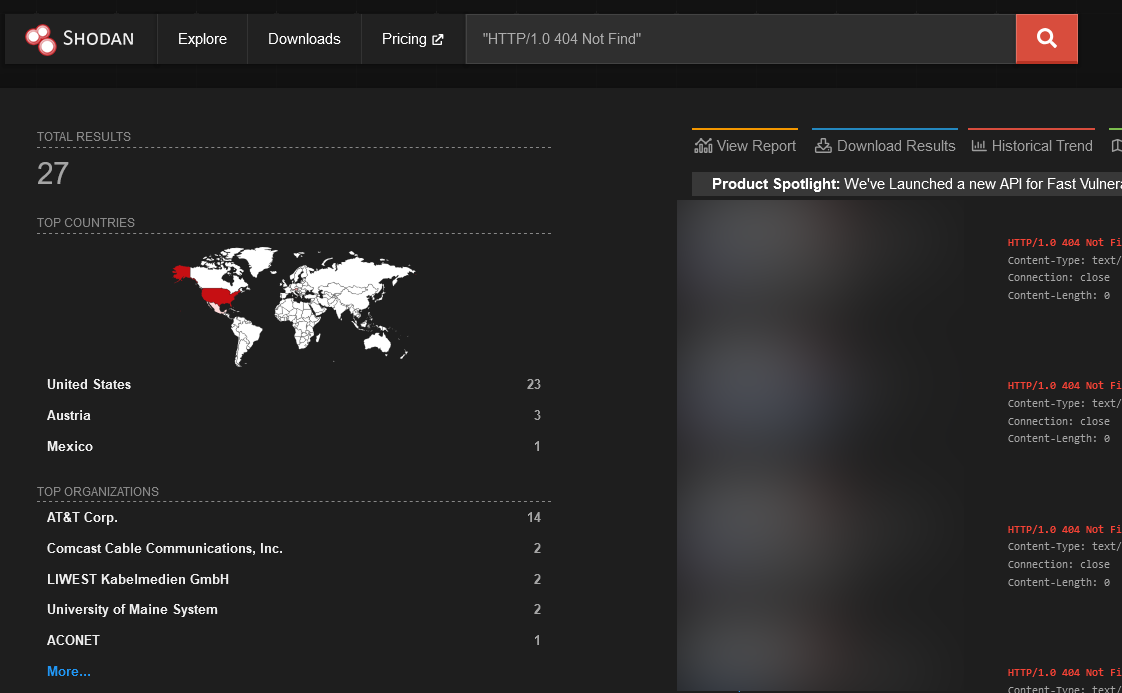 SHODAN Explore Downloads Pricing "HTTP/1.0 404 Not Find"
TOTAL RESULTS
27
TOP COUNTRIES
United States 23
Austria 3
Mexico 1
TOP ORGANIZATIONS
AT&T Corp. 14
Comcast Cable Communications, Inc. 2
LIWEST Kabelmedien GmbH 2
University of Maine System 2
ACONET 1
More...
View Report Download Results Historical Trend
Product Spotlight: We've Launched a new API for Fast Vulnera
HTTP/1.0 404 Not Fi
Content-Type: text/
Connection: close
Content-Length: 0
HTTP/1.0 404 Not Fi
Content-Type: text/
Connection: close
Content-Length: 0
HTTP/1.0 404 Not Fi
Content-Type: text/
Connection: close
Content-Length: 0
HTTP/1.0 404 Not Fi
Content-Type: text/